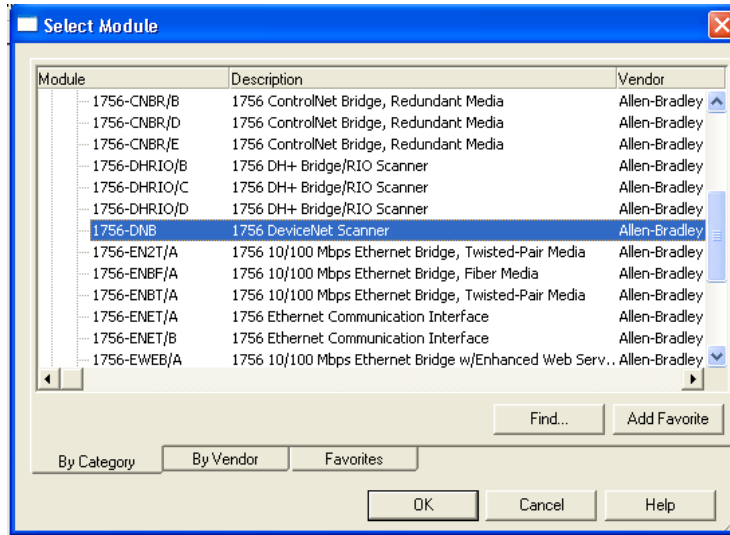 Select Module
Module Description Vendor
1756-CNBR/B 1756 ControlNet Bridge, Redundant Media Allen-Bradley
1756-CNBR/D 1756 ControlNet Bridge, Redundant Media Allen-Bradley
1756-CNBR/E 1756 ControlNet Bridge, Redundant Media Allen-Bradley
1756-DHRIO/B 1756 DH+ Bridge/RIO Scanner Allen-Bradley
1756-DHRIO/C 1756 DH+ Bridge/RIO Scanner Allen-Bradley
1756-DHRIO/D 1756 DH+ Bridge/RIO Scanner Allen-Bradley
1756-DNB 1756 DeviceNet Scanner Allen-Bradley
1756-EN2T/A 1756 10/100 Mbps Ethernet Bridge, Twisted-Pair Media Allen-Bradley
1756-ENBF/A 1756 10/100 Mbps Ethernet Bridge, Fiber Media Allen-Bradley
1756-ENBT/A 1756 10/100 Mbps Ethernet Bridge, Twisted-Pair Media Allen-Bradley
1756-ENET/A 1756 Ethernet Communication Interface Allen-Bradley
1756-ENET/B 1756 Ethernet Communication Interface Allen-Bradley
1756-EWEB/A 1756 10/100 Mbps Ethernet Bridge w/Enhanced Web Serv.. Allen-Bradley
Find... Add Favorite
By Category By Vendor Favorites
OK Cancel Help